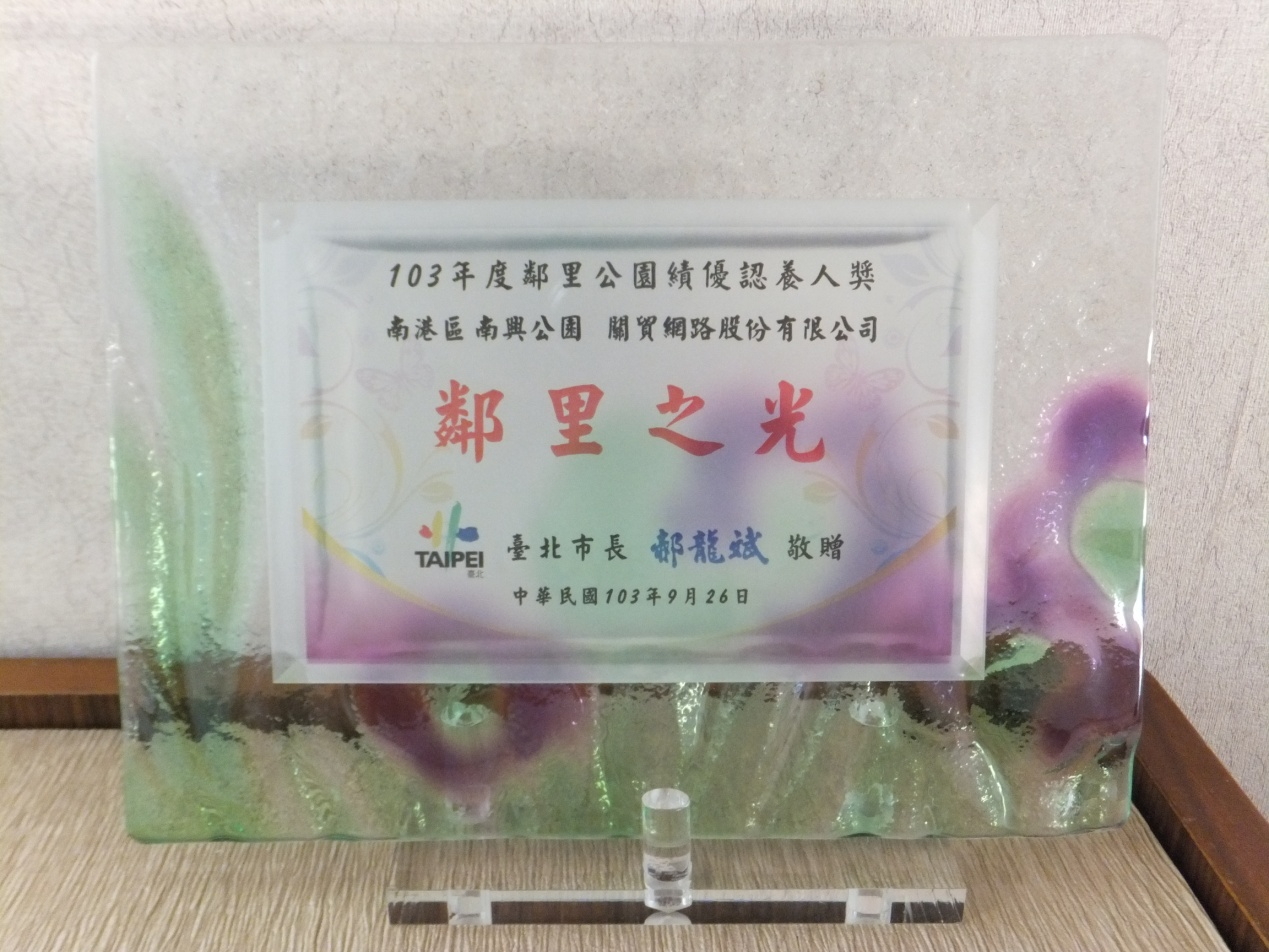 103年度鄰里公園績優認養人獎
南港區南興公園 關貿網路股份有限公司
鄰里之光
TAIPEI
臺北
臺北市長 郝龍斌 敬贈
中華民國103年9月26日